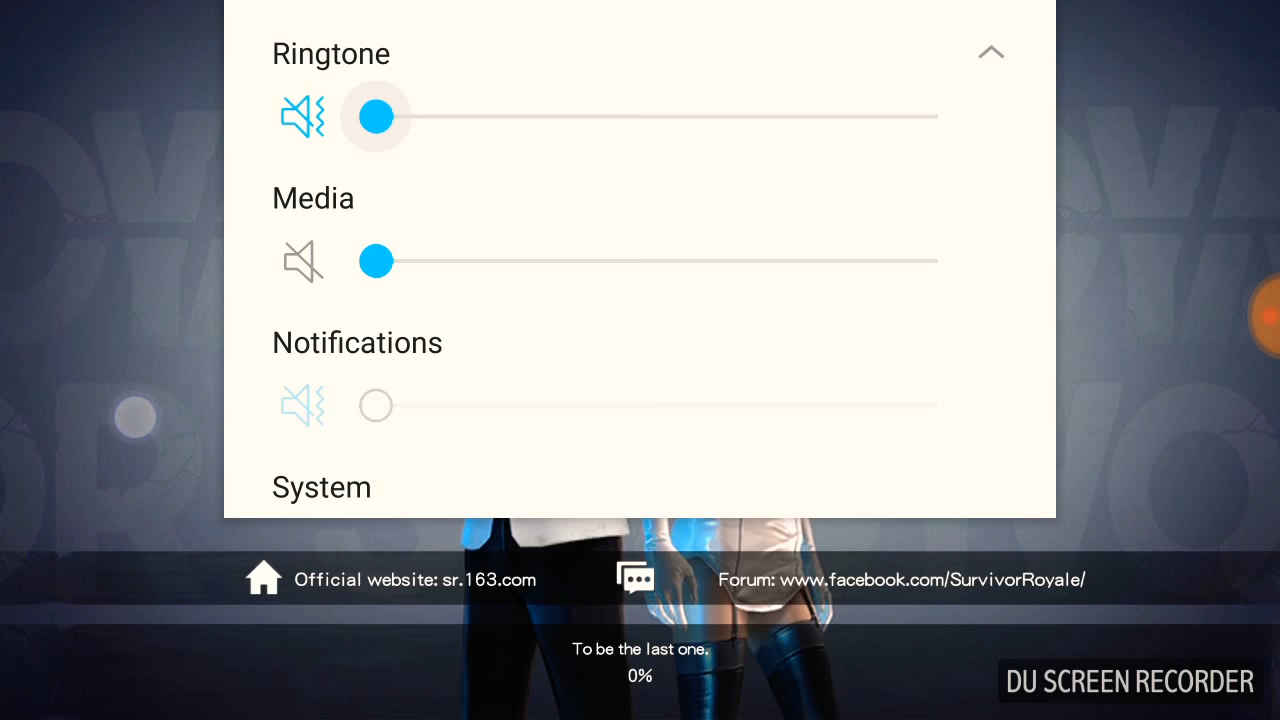 Ringtone
Media
Notifications
System
Official website: sr.163.com
Forum: www.facebook.com/SurvivorRoyale/
To be the last one.
0%
DU SCREEN RECORDER